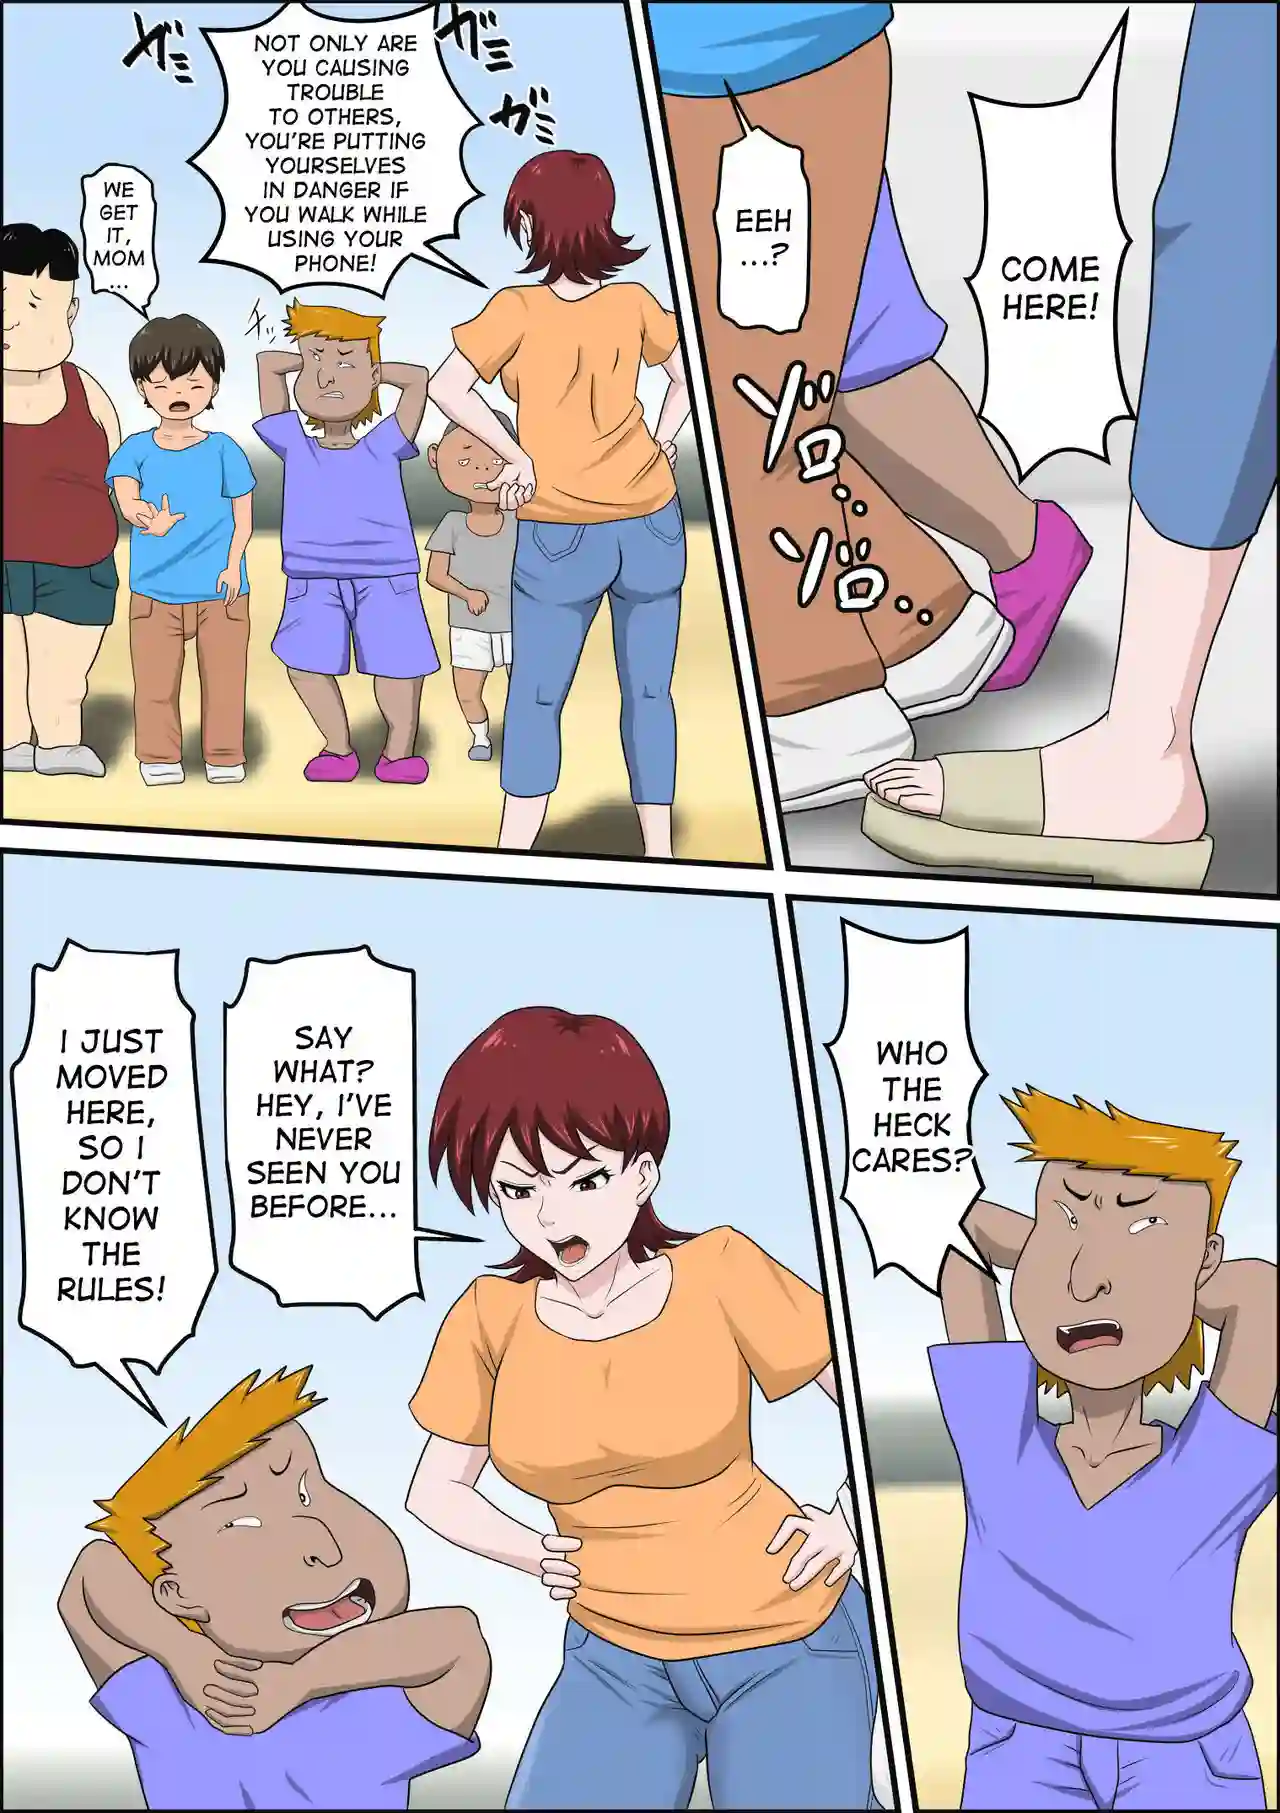 COME
HERE!
EEH
...?
ゾロ..
ゾロ..
ガミ
ガミ
ガミ
NOT ONLY ARE
YOU CAUSING
TROUBLE
TO OTHERS,
YOU'RE PUTTING
YOURSELVES
IN DANGER IF
YOU WALK WHILE
USING YOUR
PHONE!
WE
GET
IT,
MOM
...
チッ
WHO
THE
HECK
CARES?
SAY
WHAT?
HEY, I'VE
NEVER
SEEN YOU
BEFORE...
I JUST
MOVED
HERE,
SO I
DON'T
KNOW
THE
RULES!